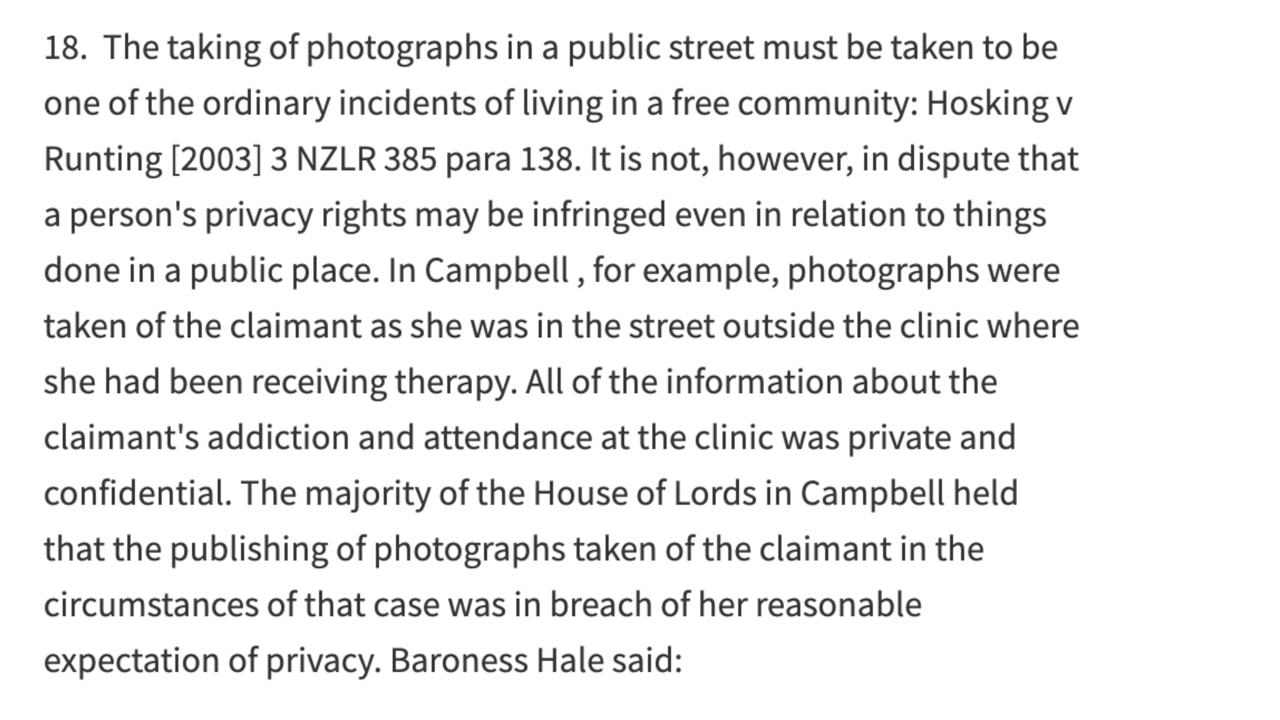 18.  The taking of photographs in a public street must be taken to be
one of the ordinary incidents of living in a free community: Hosking v
Runting [2003] 3 NZLR 385 para 138. It is not, however, in dispute that
a person's privacy rights may be infringed even in relation to things
done in a public place. In Campbell , for example, photographs were
taken of the claimant as she was in the street outside the clinic where
she had been receiving therapy. All of the information about the
claimant's addiction and attendance at the clinic was private and
confidential. The majority of the House of Lords in Campbell held
that the publishing of photographs taken of the claimant in the
circumstances of that case was in breach of her reasonable
expectation of privacy. Baroness Hale said: